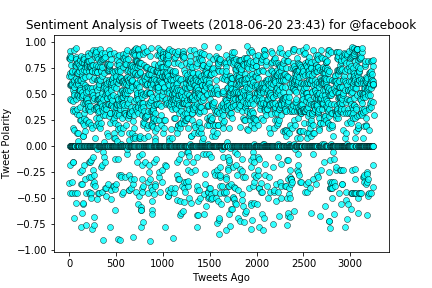 Sentiment Analysis of Tweets (2018-06-20 23:43) for @facebook
1.00
0.75
0.50
0.25
0.00
−0.25
−0.50
−0.75
−1.00
Tweet Polarity
0 500 1000 1500 2000 2500 3000
Tweets Ago